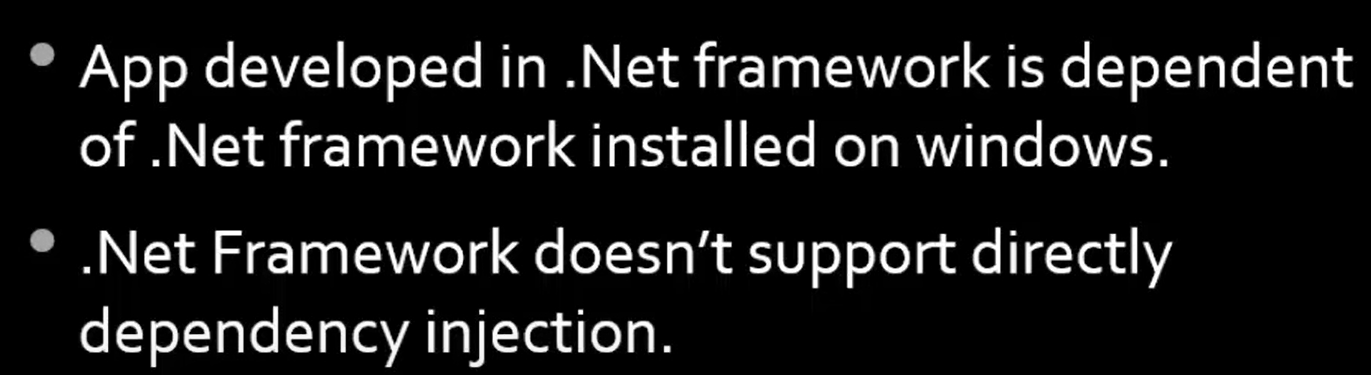 • App developed in .Net framework is dependent
of .Net framework installed on windows.
• .Net Framework doesn’t support directly
dependency injection.